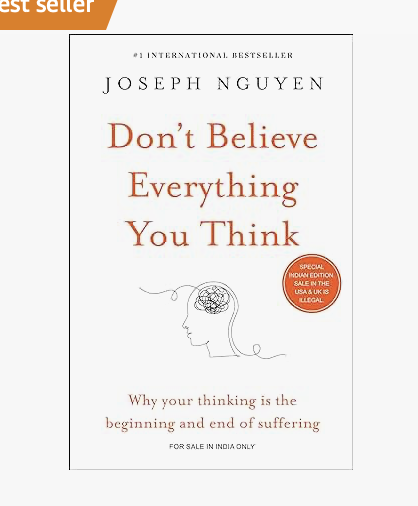 est seller
#1 INTERNATIONAL BESTSELLER
JOSEPH NGUYEN
Don't Believe
Everything
You Think
SPECIAL
INDIAN EDITION.
SALE IN THE
USA & UK IS
ILLEGAL.
Why your thinking is the
beginning and end of suffering
FOR SALE IN INDIA ONLY